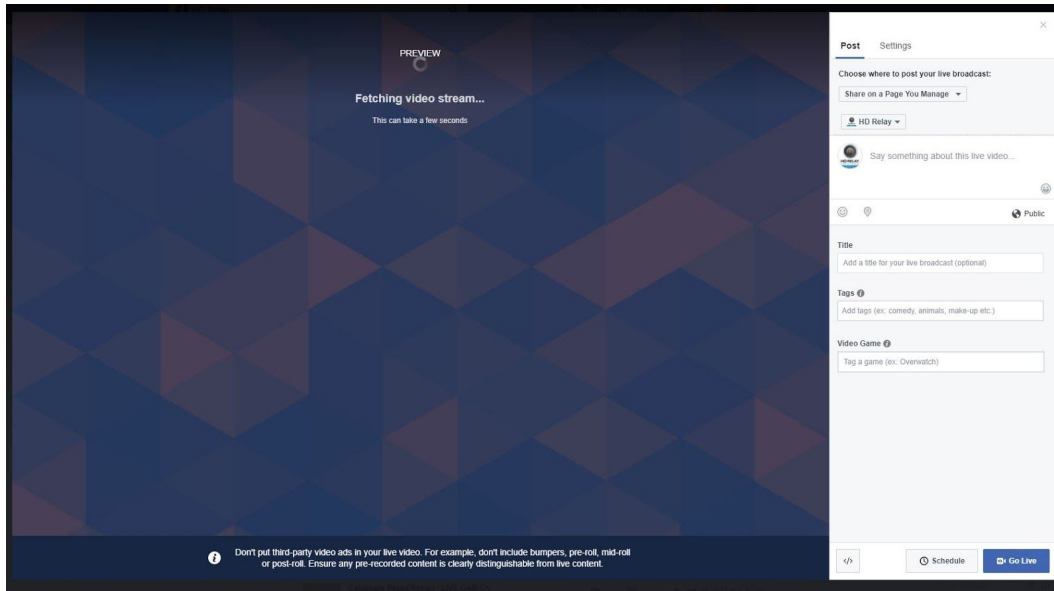 PREVIEW
Fetching video stream...
This can take a few seconds
Don't put third-party video ads in your live video. For example, don't include bumpers, pre-roll, mid-roll
or post-roll. Ensure any pre-recorded content is clearly distinguishable from live content.
Post Settings
Choose where to post your live broadcast:
Share on a Page You Manage
HD Relay
HD RELAY
Say something about this live video...
Public
Title
Add a title for your live broadcast (optional)
Tags
Add tags (ex: comedy, animals, make-up etc.)
Video Game
Tag a game (ex: Overwatch)
</> Schedule Go Live